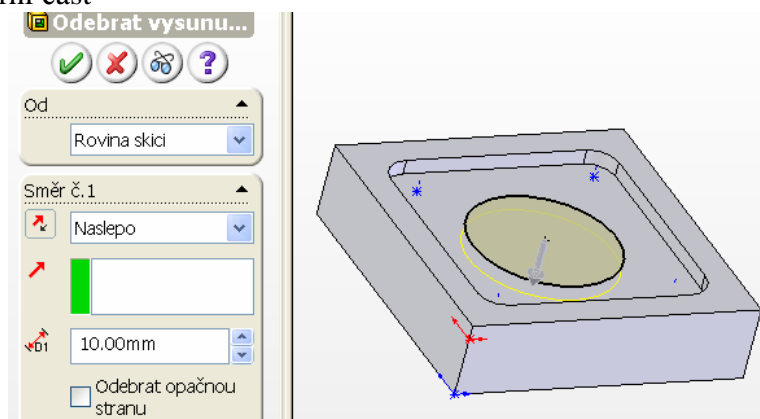 Odebrat vysunu...
?
Od
Rovina skici
Směr č.1
Naslepo
D1
10.00mm
Odebrat opačnou
stranu